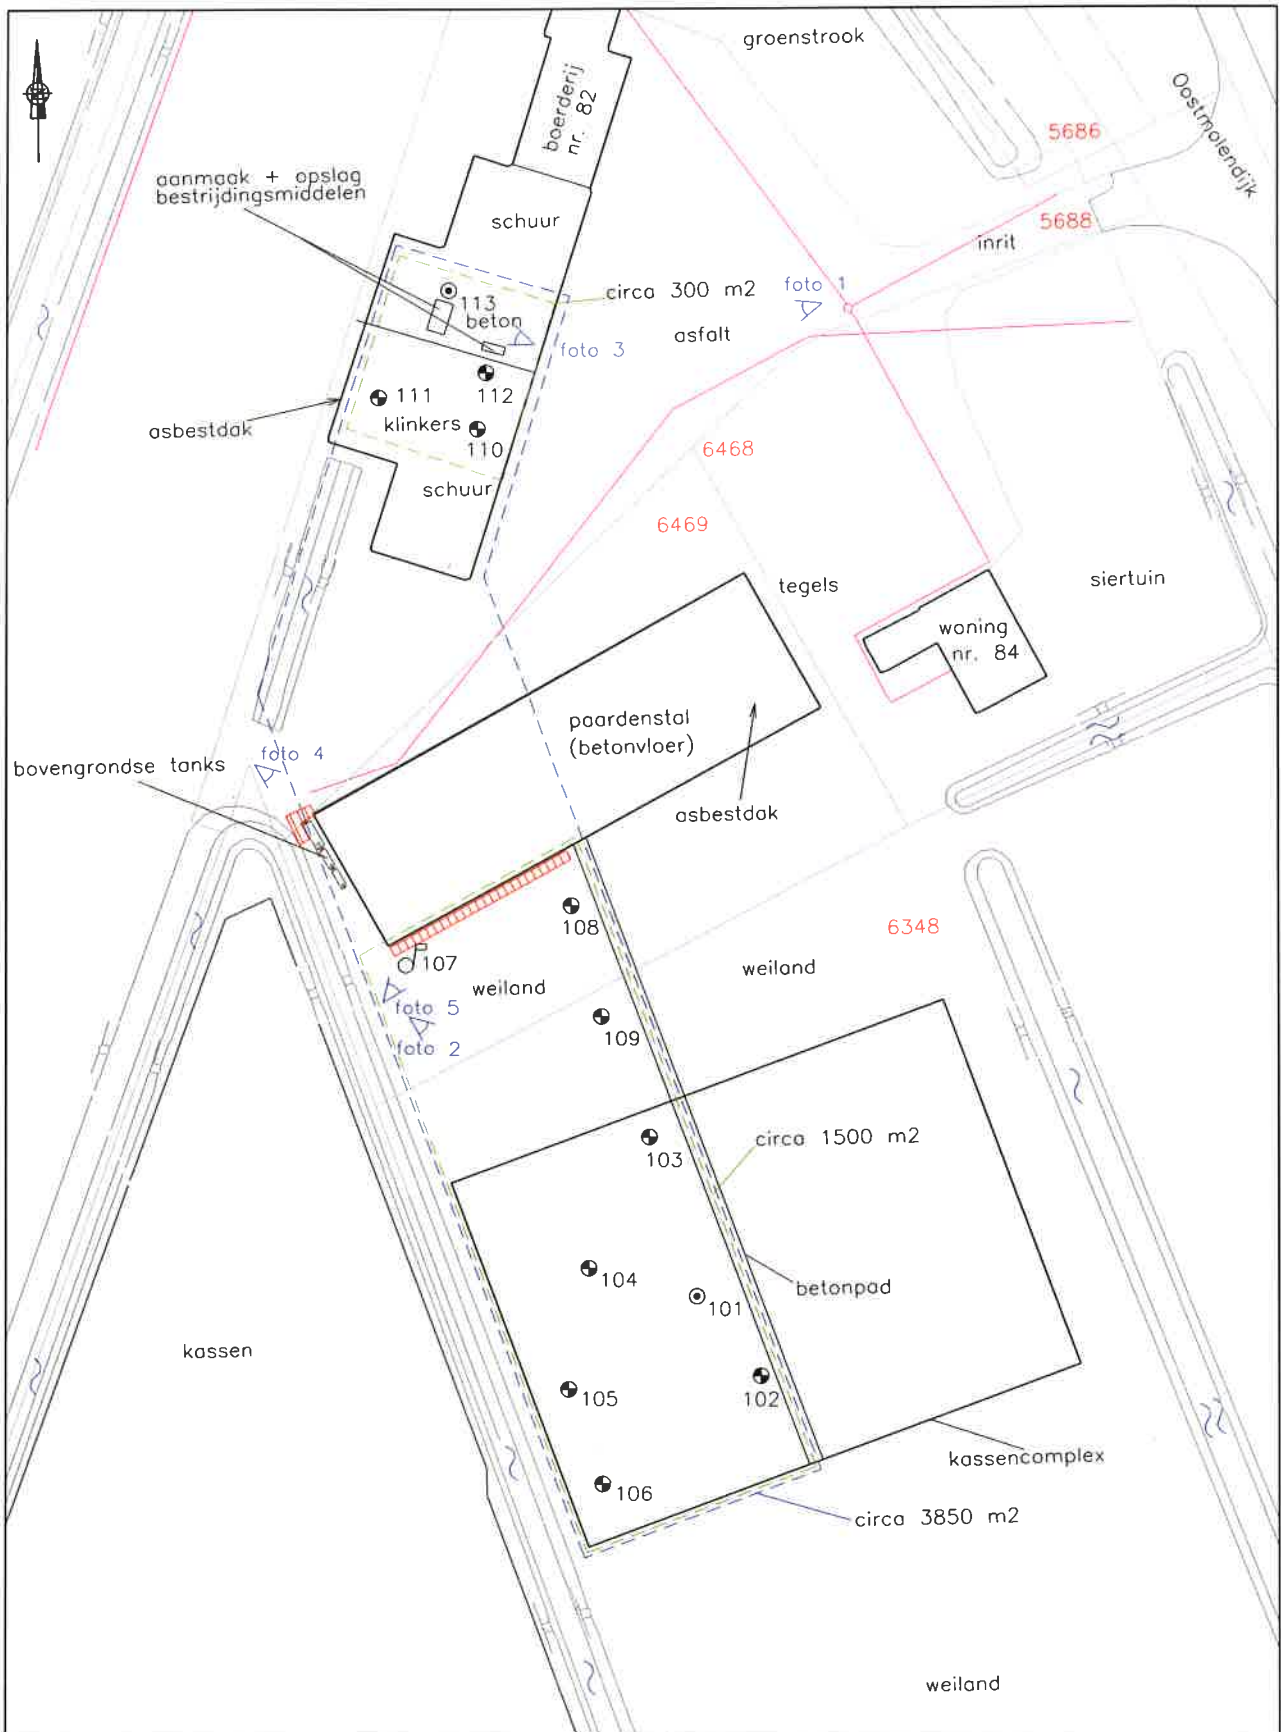 groenstrook
Oostmolendijk
boerderij
nr. 82
5686
aanmaak + opslag
bestrijdingsmiddelen
schuur
5688
inrit
circa 300 m2
foto 1
113
beton
asfalt
foto 3
112
111
klinkers
110
asbestdak
6468
schuur
6469
tegels
siertuin
woning
nr. 84
paardenstal
(betonvloer)
foto 4
bovengrondse tanks
asbestdak
108
6348
107
weiland
weiland
foto 5
109
foto 2
103
circa 1500 m2
104
betonpad
101
kassen
105
102
kassencomplex
106
circa 3850 m2
weiland